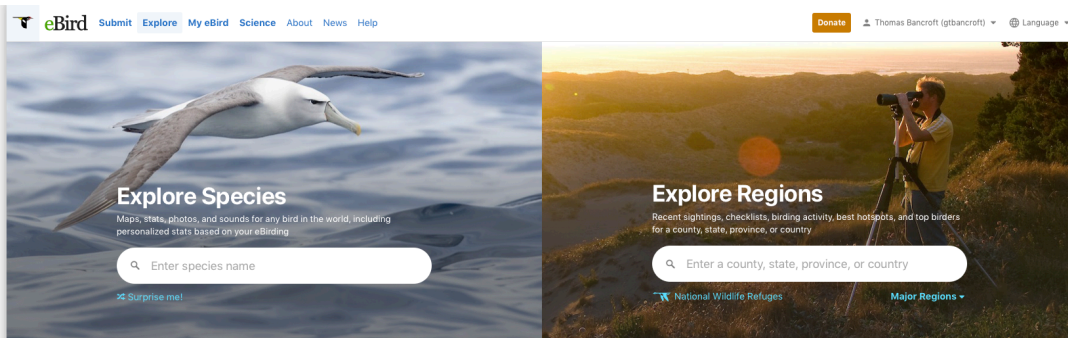 eBird Submit Explore My eBird Science About News Help Donate Thomas Bancroft (gtbancroft) Language
Explore Species
Maps, stats, photos, and sounds for any bird in the world, including
personalized stats based on your eBirding
Enter species name
Surprise me!
Explore Regions
Recent sightings, checklists, birding activity, best hotspots, and top birders
for a county, state, province, or country
Enter a county, state, province, or country
National Wildlife Refuges Major Regions